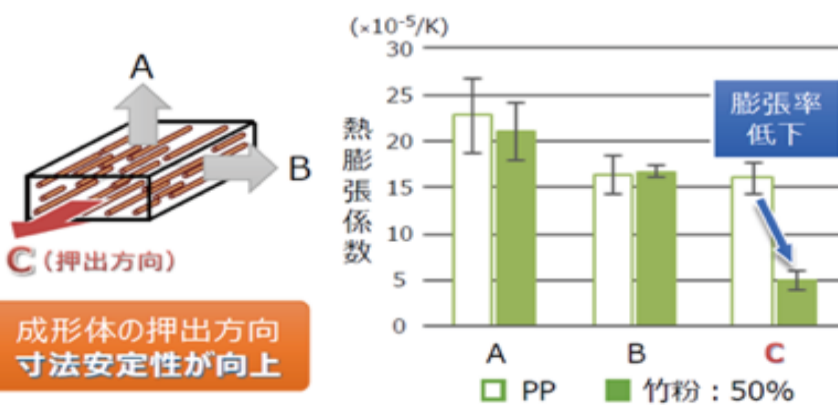 A
B
C（押出方向）
成形体の押出方向
寸法安定性が向上
(×10-5/K)
熱膨張係数
30
25
20
15
10
5
0
膨張率
低下
A
B
C
PP
竹粉：50%